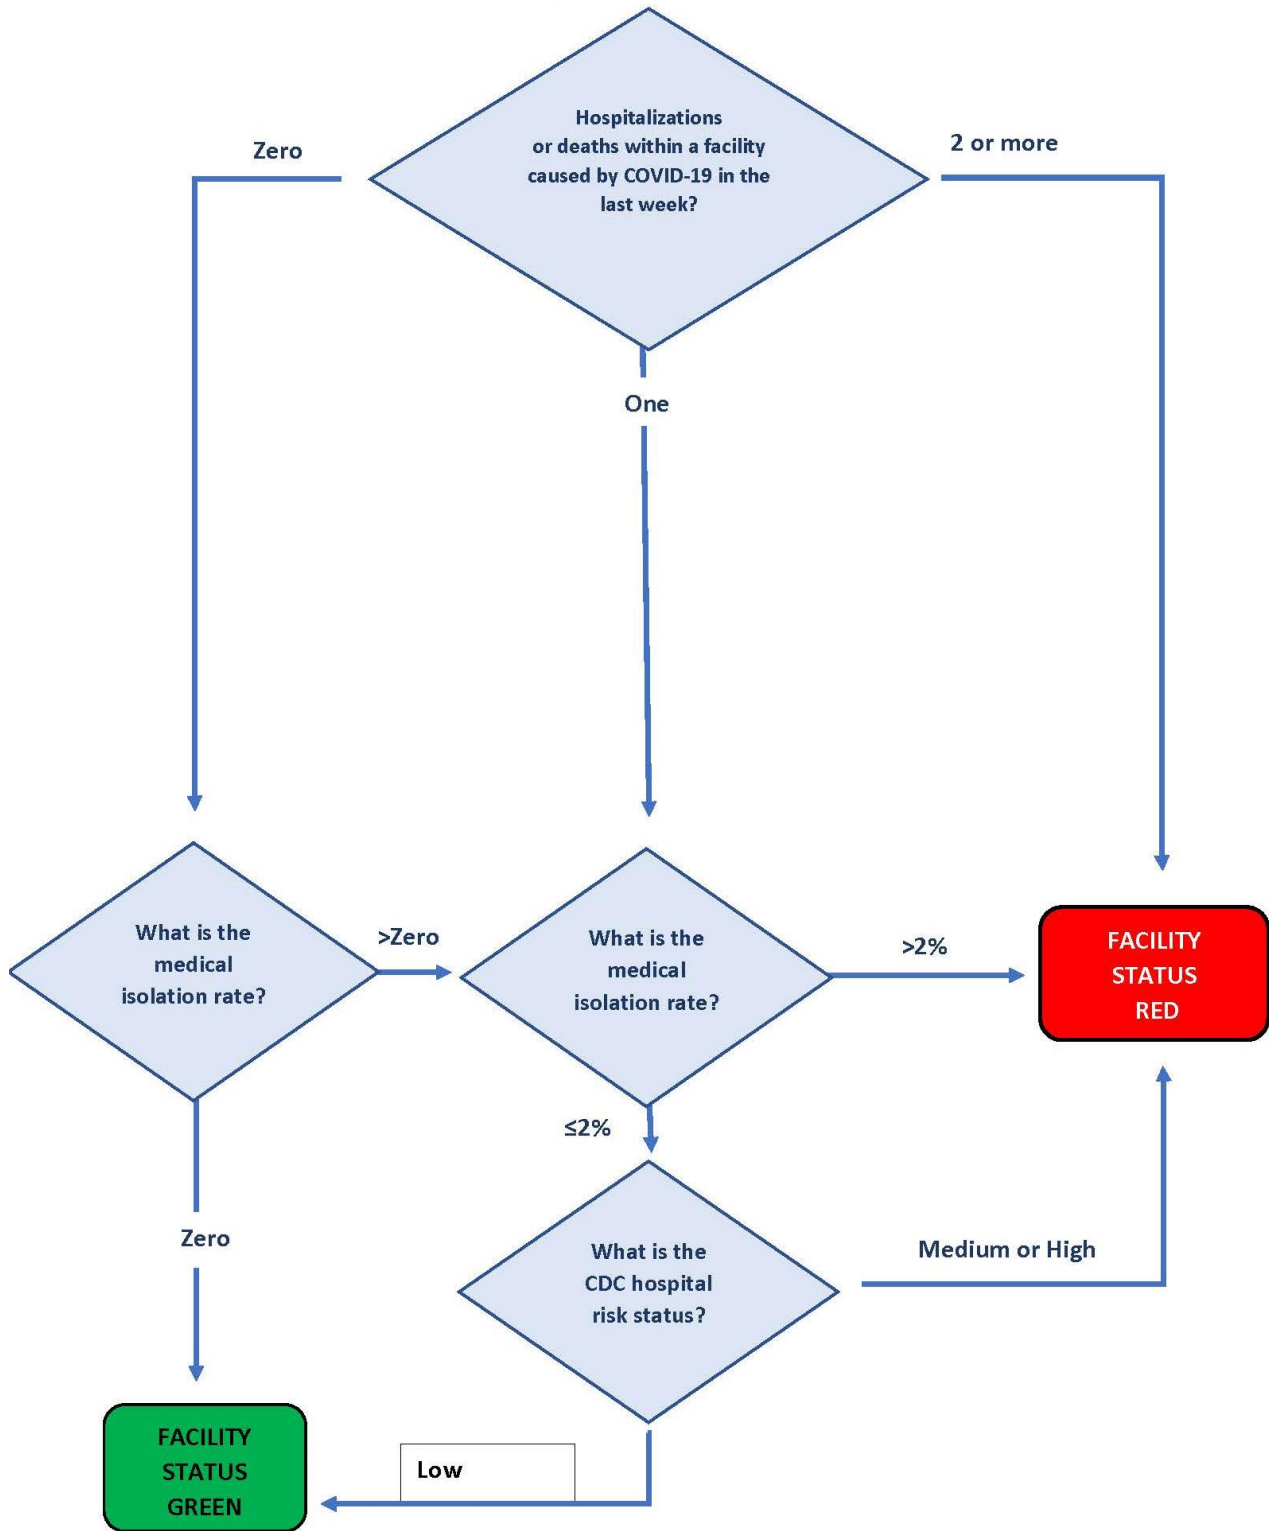 Hospitalizations
or deaths within a facility
caused by COVID-19 in the
last week?
Zero
2 or more
One
What is the
medical
isolation rate?
>Zero
What is the
medical
isolation rate?
>2%
FACILITY
STATUS
RED
≤2%
Zero
What is the
CDC hospital
risk status?
Medium or High
FACILITY
STATUS
GREEN
Low